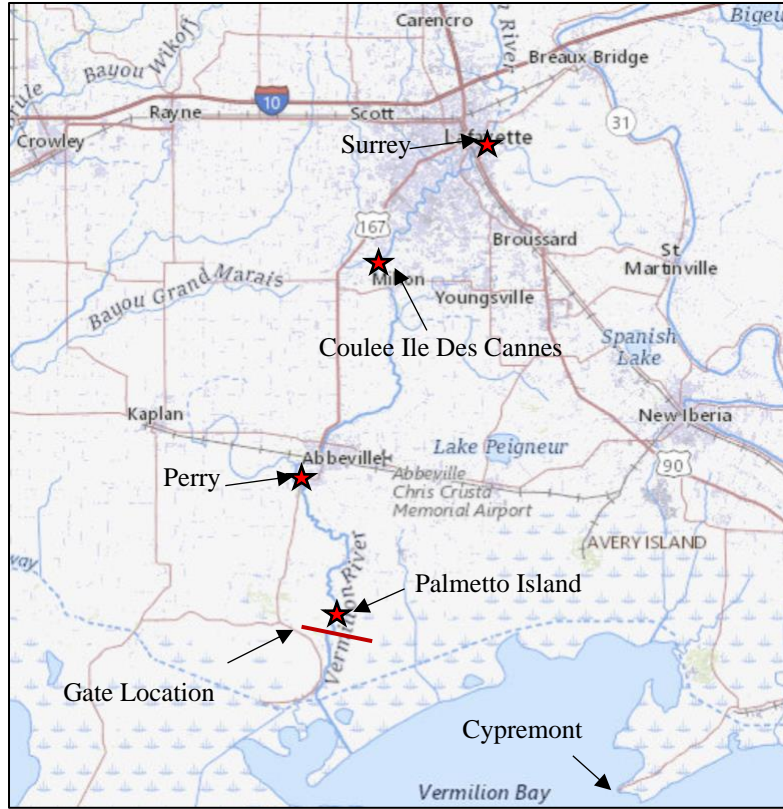 Carencro
Bayou Wikoff
River
Breaux Bridge
10
Rayne
Scott
31
Crowley
Lafayette
Surrey
167
Broussard
St
Martinville
Bayou Grand Marais
Milton
Youngsville
Coulee Ile Des Cannes
Spanish
Lake
Kaplan
New Iberia
Abbeville
Lake Peigneur
Perry
90
Abbeville
Chris Crusta
Memorial Airport
AVERY ISLAND
Palmetto Island
Vermilion River
Gate Location
Cypremont
Vermilion Bay